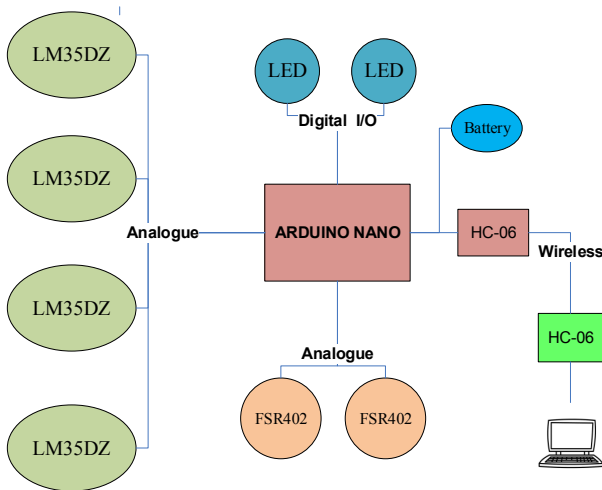 LM35DZ
LED
LED
Digital I/O
Battery
LM35DZ
Analogue
ARDUINO NANO
HC-06
Wireless
LM35DZ
HC-06
Analogue
FSR402
FSR402
LM35DZ